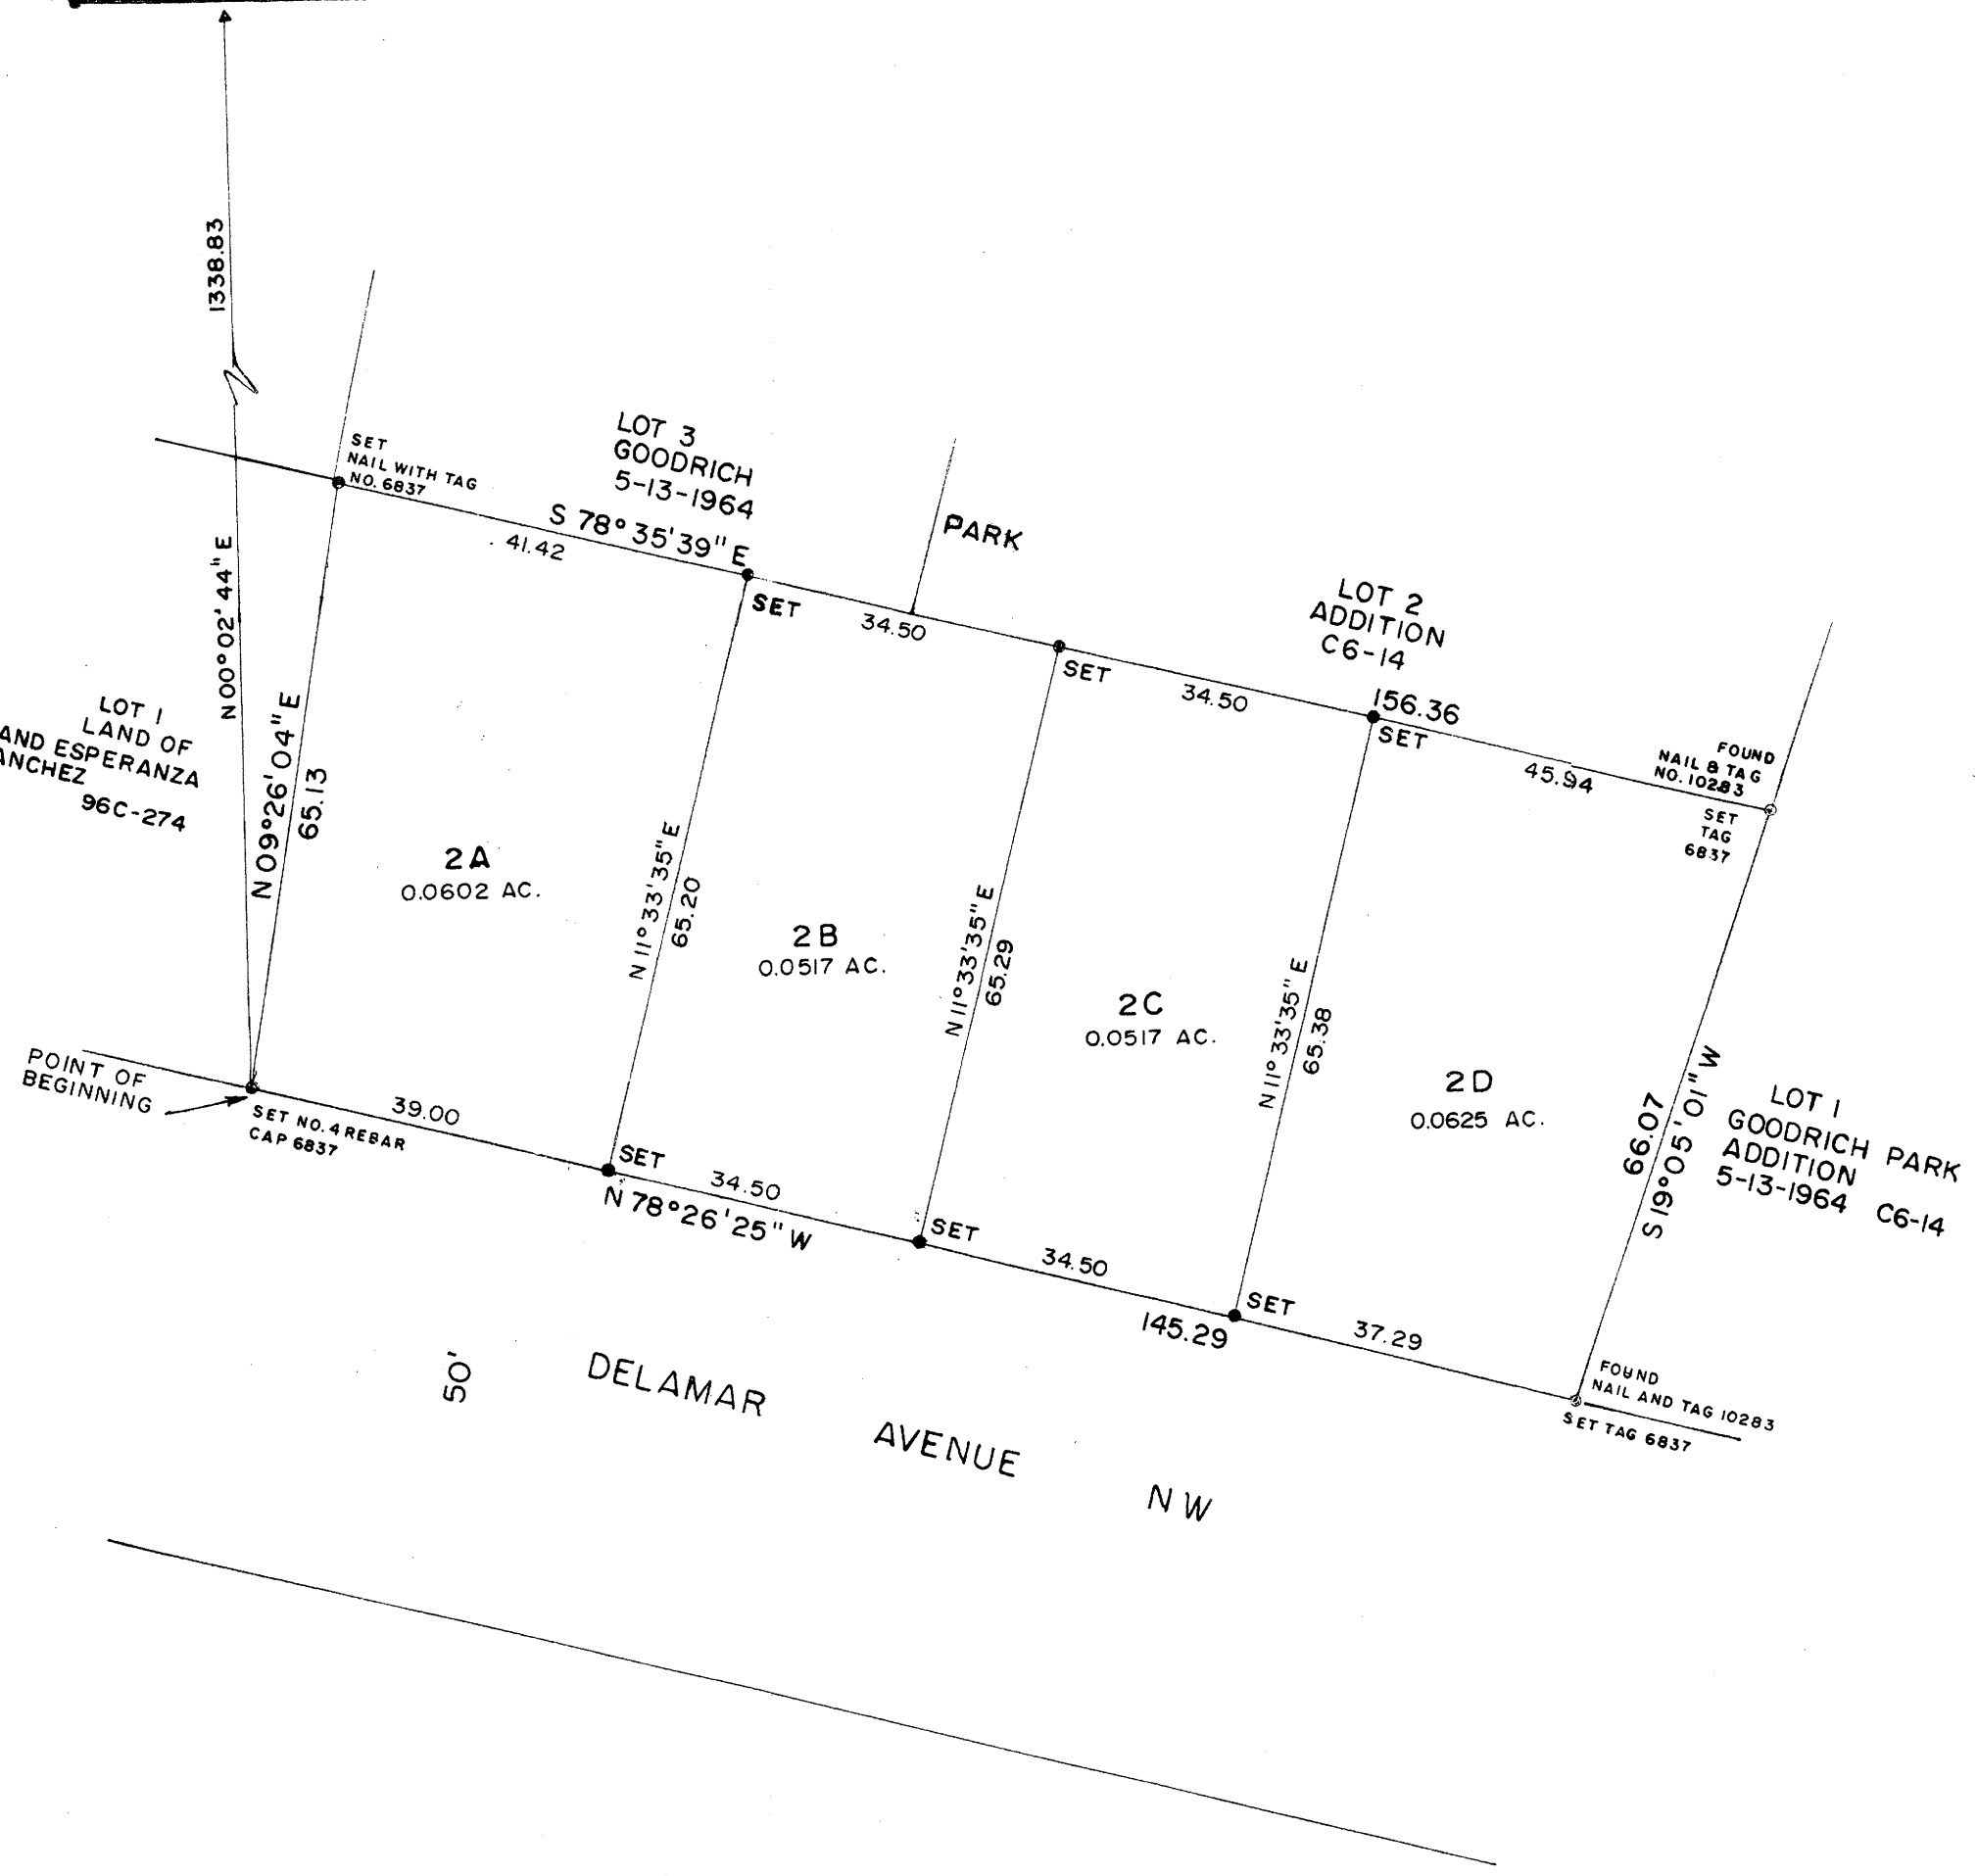 1338.83
N 00°02'44" E
SET
NAIL WITH TAG
NO. 6837
LOT 3
GOODRICH
5-13-1964
S 78°35'39" E
41.42
SET
PARK
34.50
SET
LOT 2
ADDITION
C6-14
34.50
156.36
SET
45.94
FOUND
NAIL & TAG
NO. 10283
SET
TAG
6837
LOT 1
LAND OF
AND ESPERANZA
96C-274
N 09°26'04" E
65.13
2A
0.0602 AC.
N 11°33'35" E
65.20
2B
0.0517 AC.
N 11°33'35" E
65.29
2C
0.0517 AC.
N 11°33'35" E
65.38
2D
0.0625 AC.
66.07
S 19°05'01" W
LOT 1
GOODRICH PARK
ADDITION
5-13-1964 C6-14
POINT OF
BEGINNING
SET NO. 4 REBAR
CAP 6837
39.00
SET
34.50
N 78°26'25" W
SET
34.50
145.29
SET
37.29
FOUND
NAIL AND TAG 10283
SET TAG 6837
50'
DELAMAR AVENUE NW